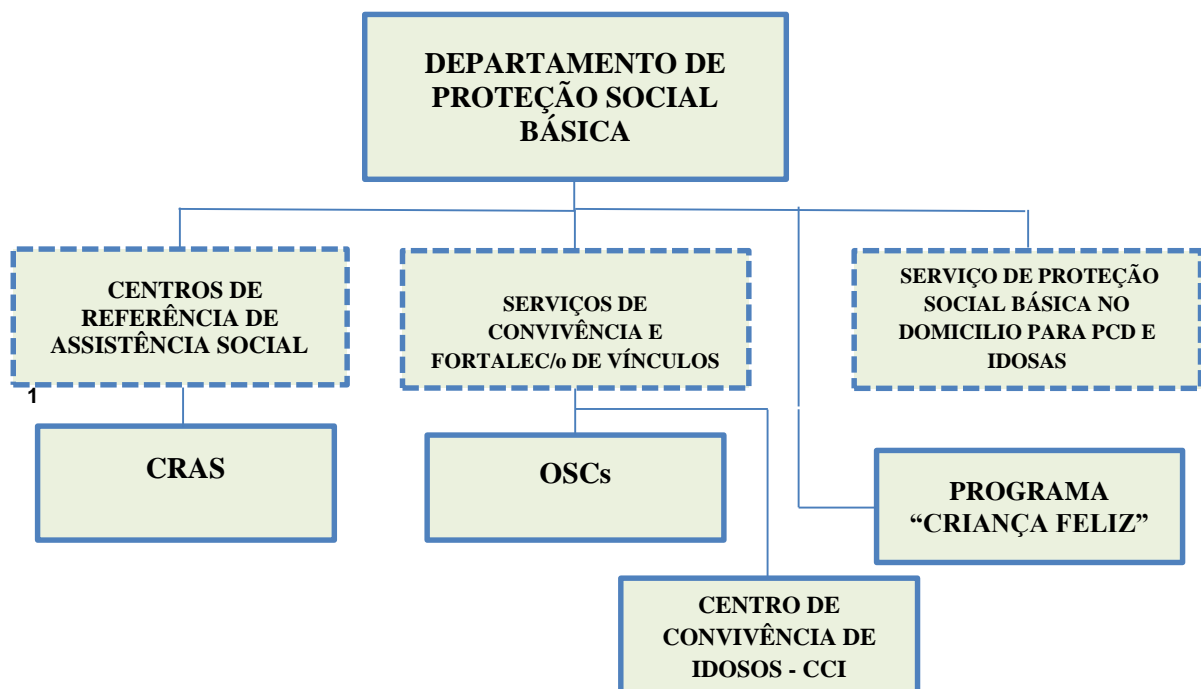 DEPARTAMENTO DE
PROTEÇÃO SOCIAL
BÁSICA
CENTROS DE
REFERÊNCIA DE
ASSISTÊNCIA SOCIAL
1
SERVIÇOS DE
CONVIVÊNCIA E
FORTALEC/o DE VÍNCULOS
SERVIÇO DE PROTEÇÃO
SOCIAL BÁSICA NO
DOMICILIO PARA PCD E
IDOSAS
CRAS
OSCs
PROGRAMA
“CRIANÇA FELIZ”
CENTRO DE
CONVIVÊNCIA DE
IDOSOS - CCI